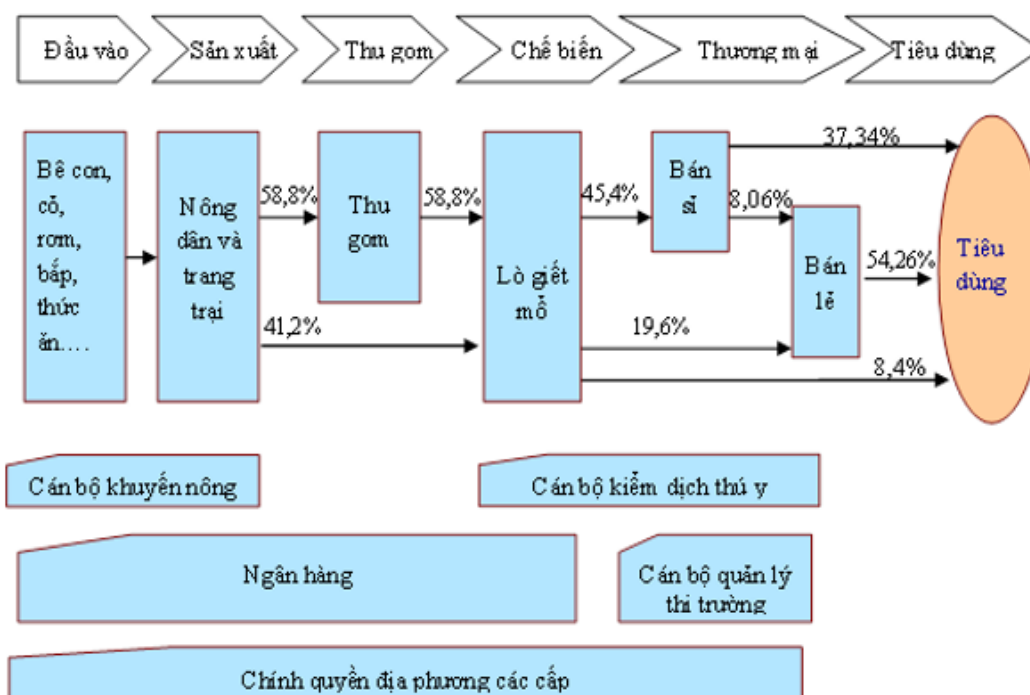 Đầu vào
Sản xuất
Thu gom
Chế biến
Thương mại
Tiêu dùng
Bê con,
cỏ,
rơm,
bắp,
thức
ăn….
Nông
dân và
trang
trại
58,8%
41,2%
Thu
gom
58,8%
Lò giết
mổ
45,4%
19,6%
8,4%
Bán
sỉ
37,34%
8,06%
Bán
lẻ
54,26%
Tiêu
dùng
Cán bộ khuyến nông
Cán bộ kiểm dịch thú y
Ngân hàng
Cán bộ quản lý
thi trường
Chính quyền địa phương các cấp